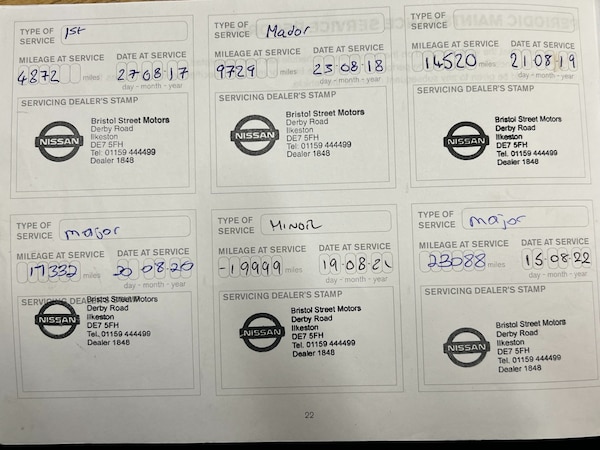 TYPE OF SERVICE 1st
MILEAGE AT SERVICE DATE AT SERVICE
4872 miles 27 08 17
day - month - year
SERVICING DEALER'S STAMP
NISSAN
Bristol Street Motors
Derby Road
Ilkeston
DE7 5FH
Tel: 01159 444499
Dealer 1848
TYPE OF SERVICE Mador
MILEAGE AT SERVICE DATE AT SERVICE
9729 miles 23 08 18
day - month - year
SERVICING DEALER'S STAMP
NISSAN
Bristol Street Motors
Derby Road
Ilkeston
DE7 5FH
Tel: 01159 444499
Dealer 1848
TYPE OF SERVICE
MILEAGE AT SERVICE DATE AT SERVICE
14520 miles 21 08 19
day - month - year
SERVICING DEALER'S STAMP
NISSAN
Bristol Street Motors
Derby Road
Ilkeston
DE7 5FH
Tel. 01159 444499
Dealer 1848
TYPE OF SERVICE major
MILEAGE AT SERVICE DATE AT SERVICE
17332 miles 20 08 20
day - month - year
SERVICING DEALER'S STAMP
NISSAN
Bristol Street Motors
Derby Road
Ilkeston
DE7 5FH
Tel. 01159 444499
Dealer 1848
TYPE OF SERVICE MINOR
MILEAGE AT SERVICE DATE AT SERVICE
-19999 miles 19 08 21
day - month - year
SERVICING DEALER'S STAMP
NISSAN
Bristol Street Motors
Derby Road
Ilkeston
DE7 5FH
Tel. 01159 444499
Dealer 1848
TYPE OF SERVICE major
MILEAGE AT SERVICE DATE AT SERVICE
23088 miles 15 08 22
day - month - year
SERVICING DEALER'S STAMP
NISSAN
Bristol Street Motors
Derby Road
Ilkeston
DE7 5FH
Tel. 01159 444499
Dealer 1848
22